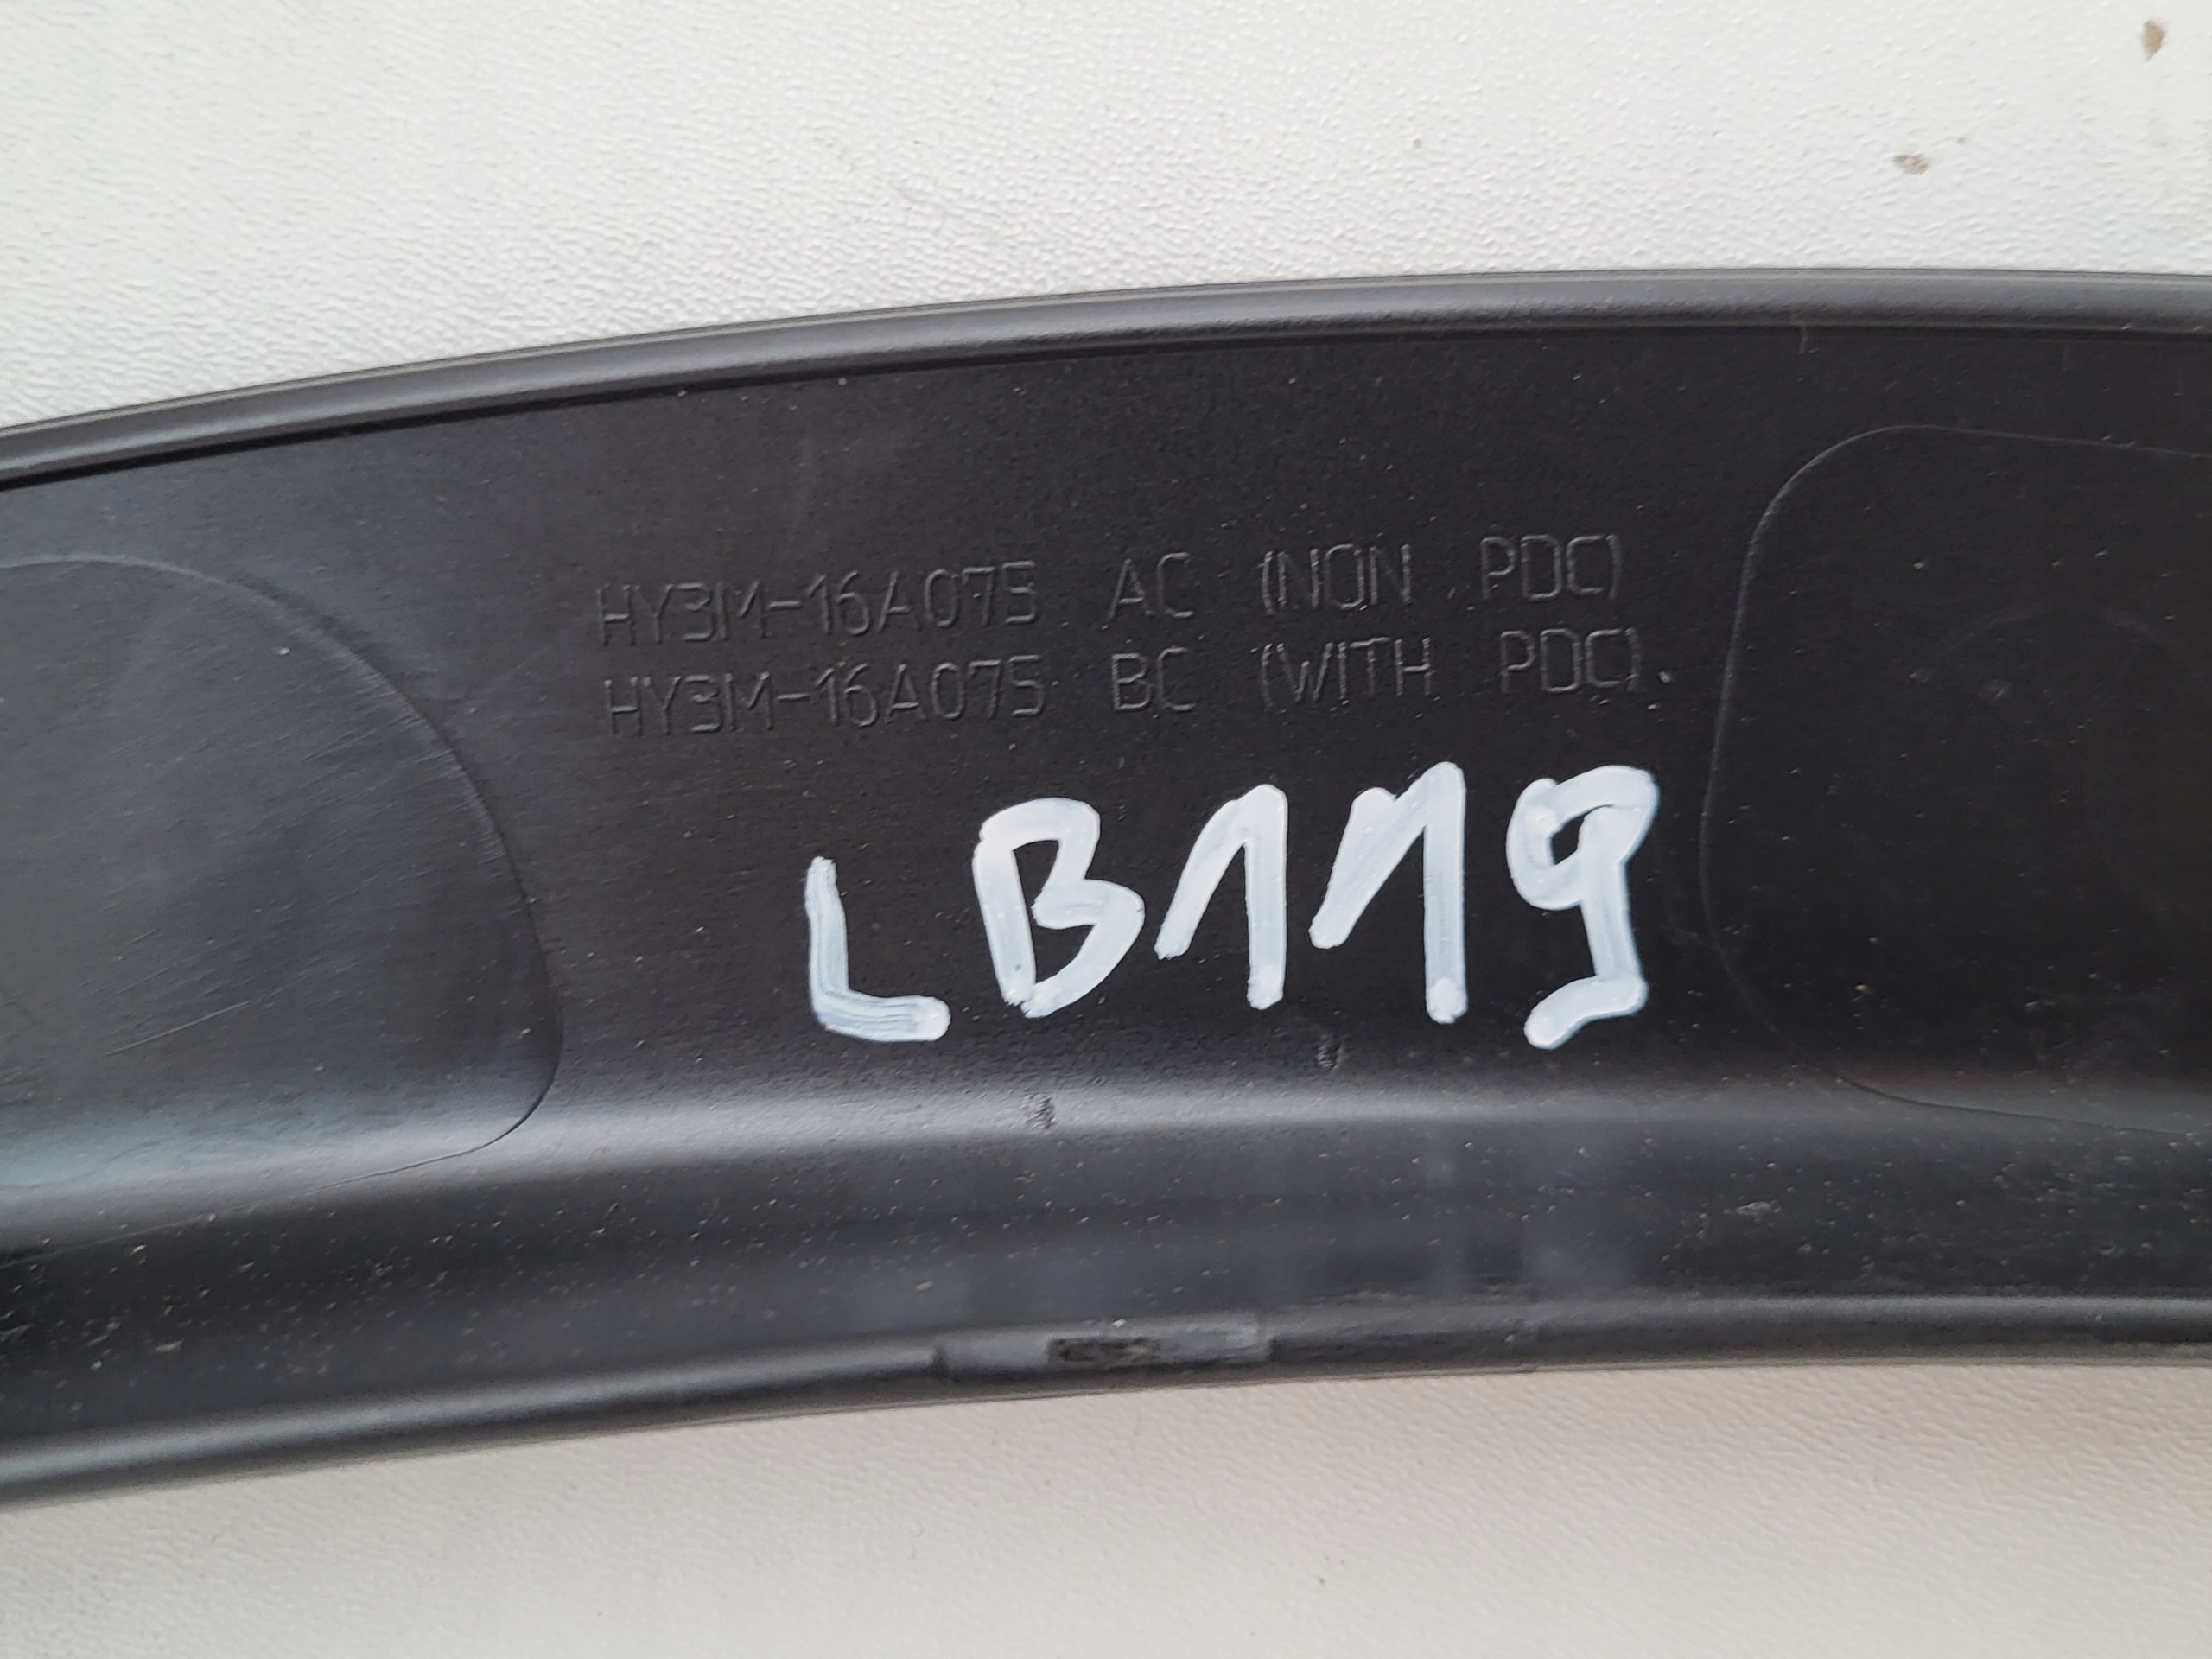 HY3M-16A075 AC (NON PDC)
HY3M-16A075 BC (WITH PDC)
LB119